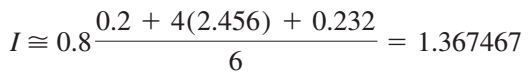 I ≅ 0.8 (0.2 + 4(2.456) + 0.232)/6 = 1.367467